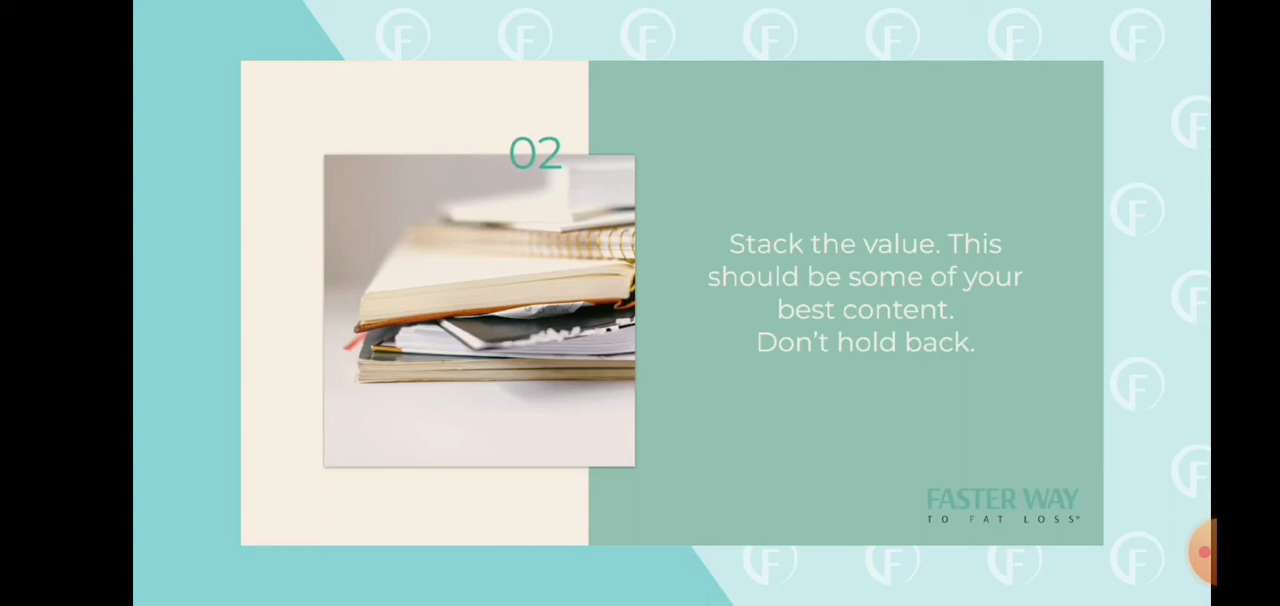 02
Stack the value. This
should be some of your
best content.
Don't hold back.
FASTER WAY
TO FAT LOSS®